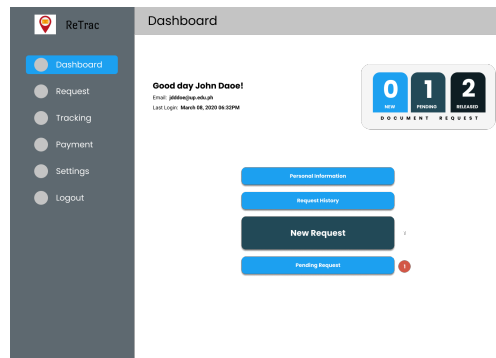 ReTrac
Dashboard
Dashboard
Request
Tracking
Payment
Settings
Logout
Good day John Daoe!
Email: jdddoe@up.edu.ph
Last Login: March 08, 2020 06:32PM
0 1 2
NEW PENDING RELEASED
DOCUMENT REQUEST
Personal Information
Request History
New Request
Pending Request